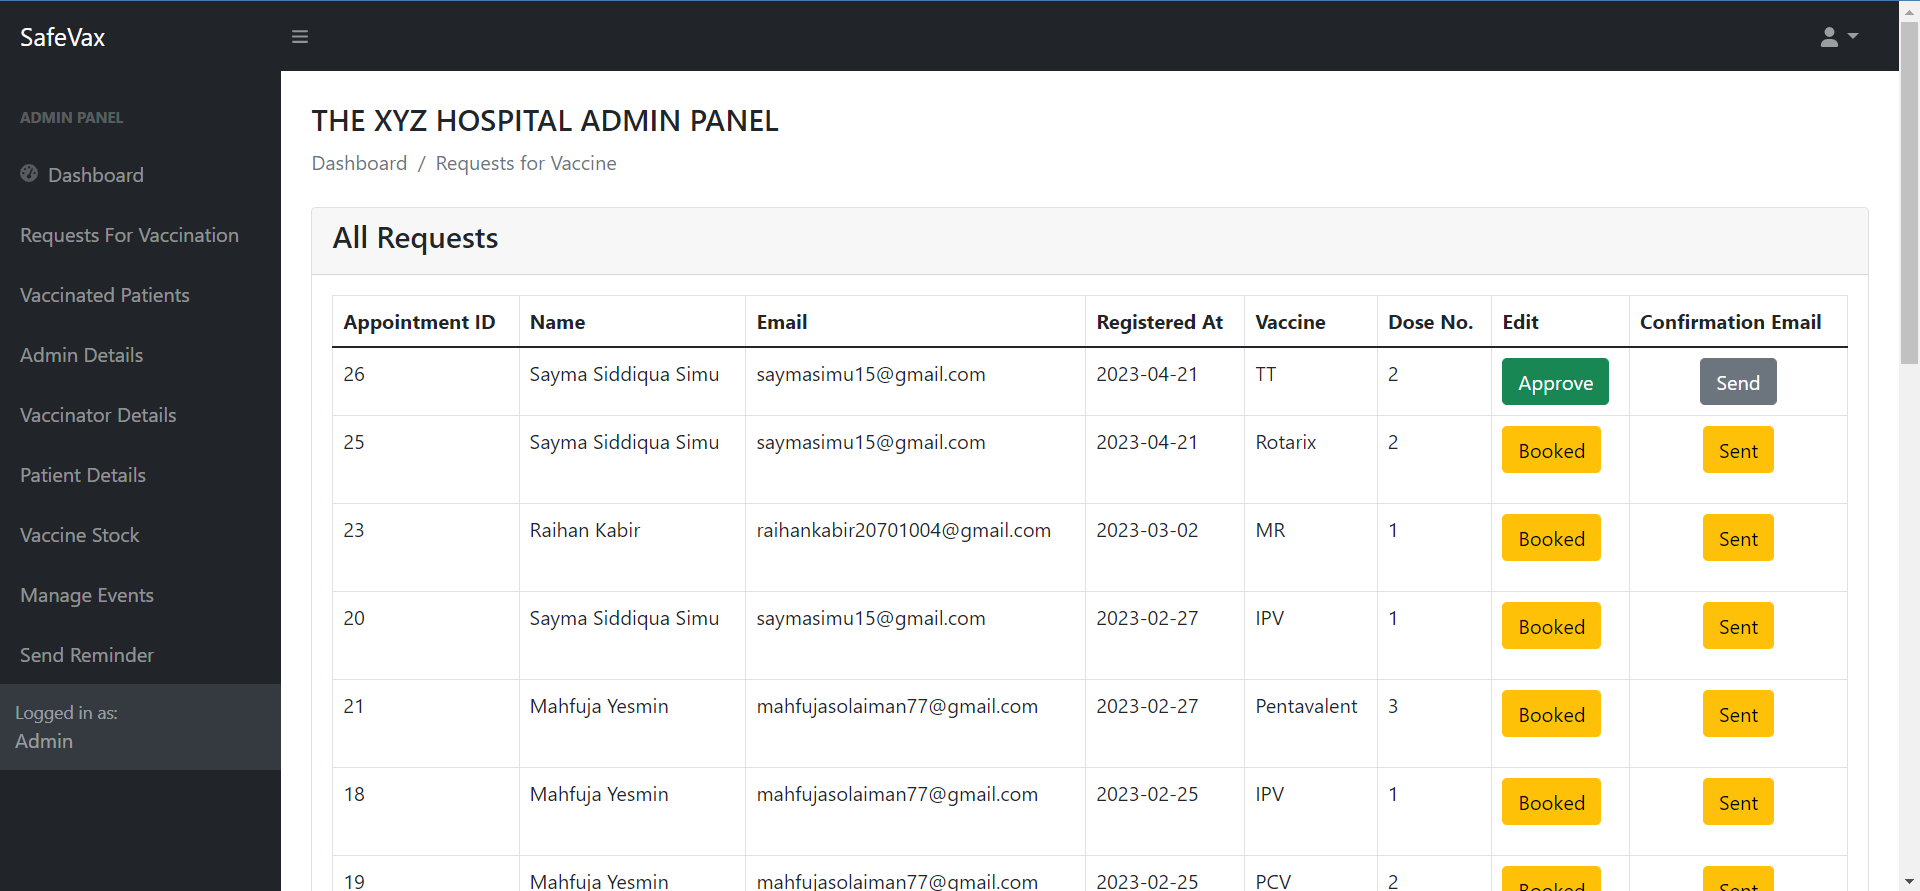 SafeVax
ADMIN PANEL
Dashboard
Requests For Vaccination
Vaccinated Patients
Admin Details
Vaccinator Details
Patient Details
Vaccine Stock
Manage Events
Send Reminder
Logged in as:
Admin
THE XYZ HOSPITAL ADMIN PANEL
Dashboard / Requests for Vaccine
All Requests
Appointment ID Name Email Registered At Vaccine Dose No. Edit Confirmation Email
26 Sayma Siddiqua Simu saymasimu15@gmail.com 2023-04-21 TT 2 Approve Send
25 Sayma Siddiqua Simu saymasimu15@gmail.com 2023-04-21 Rotarix 2 Booked Sent
23 Raihan Kabir raihankabir20701004@gmail.com 2023-03-02 MR 1 Booked Sent
20 Sayma Siddiqua Simu saymasimu15@gmail.com 2023-02-27 IPV 1 Booked Sent
21 Mahfuja Yesmin mahfujasolaiman77@gmail.com 2023-02-27 Pentavalent 3 Booked Sent
18 Mahfuja Yesmin mahfujasolaiman77@gmail.com 2023-02-25 IPV 1 Booked Sent
19 Mahfuja Yesmin mahfujasolaiman77@gmail.com 2023-02-25 PCV 2 Booked Sent